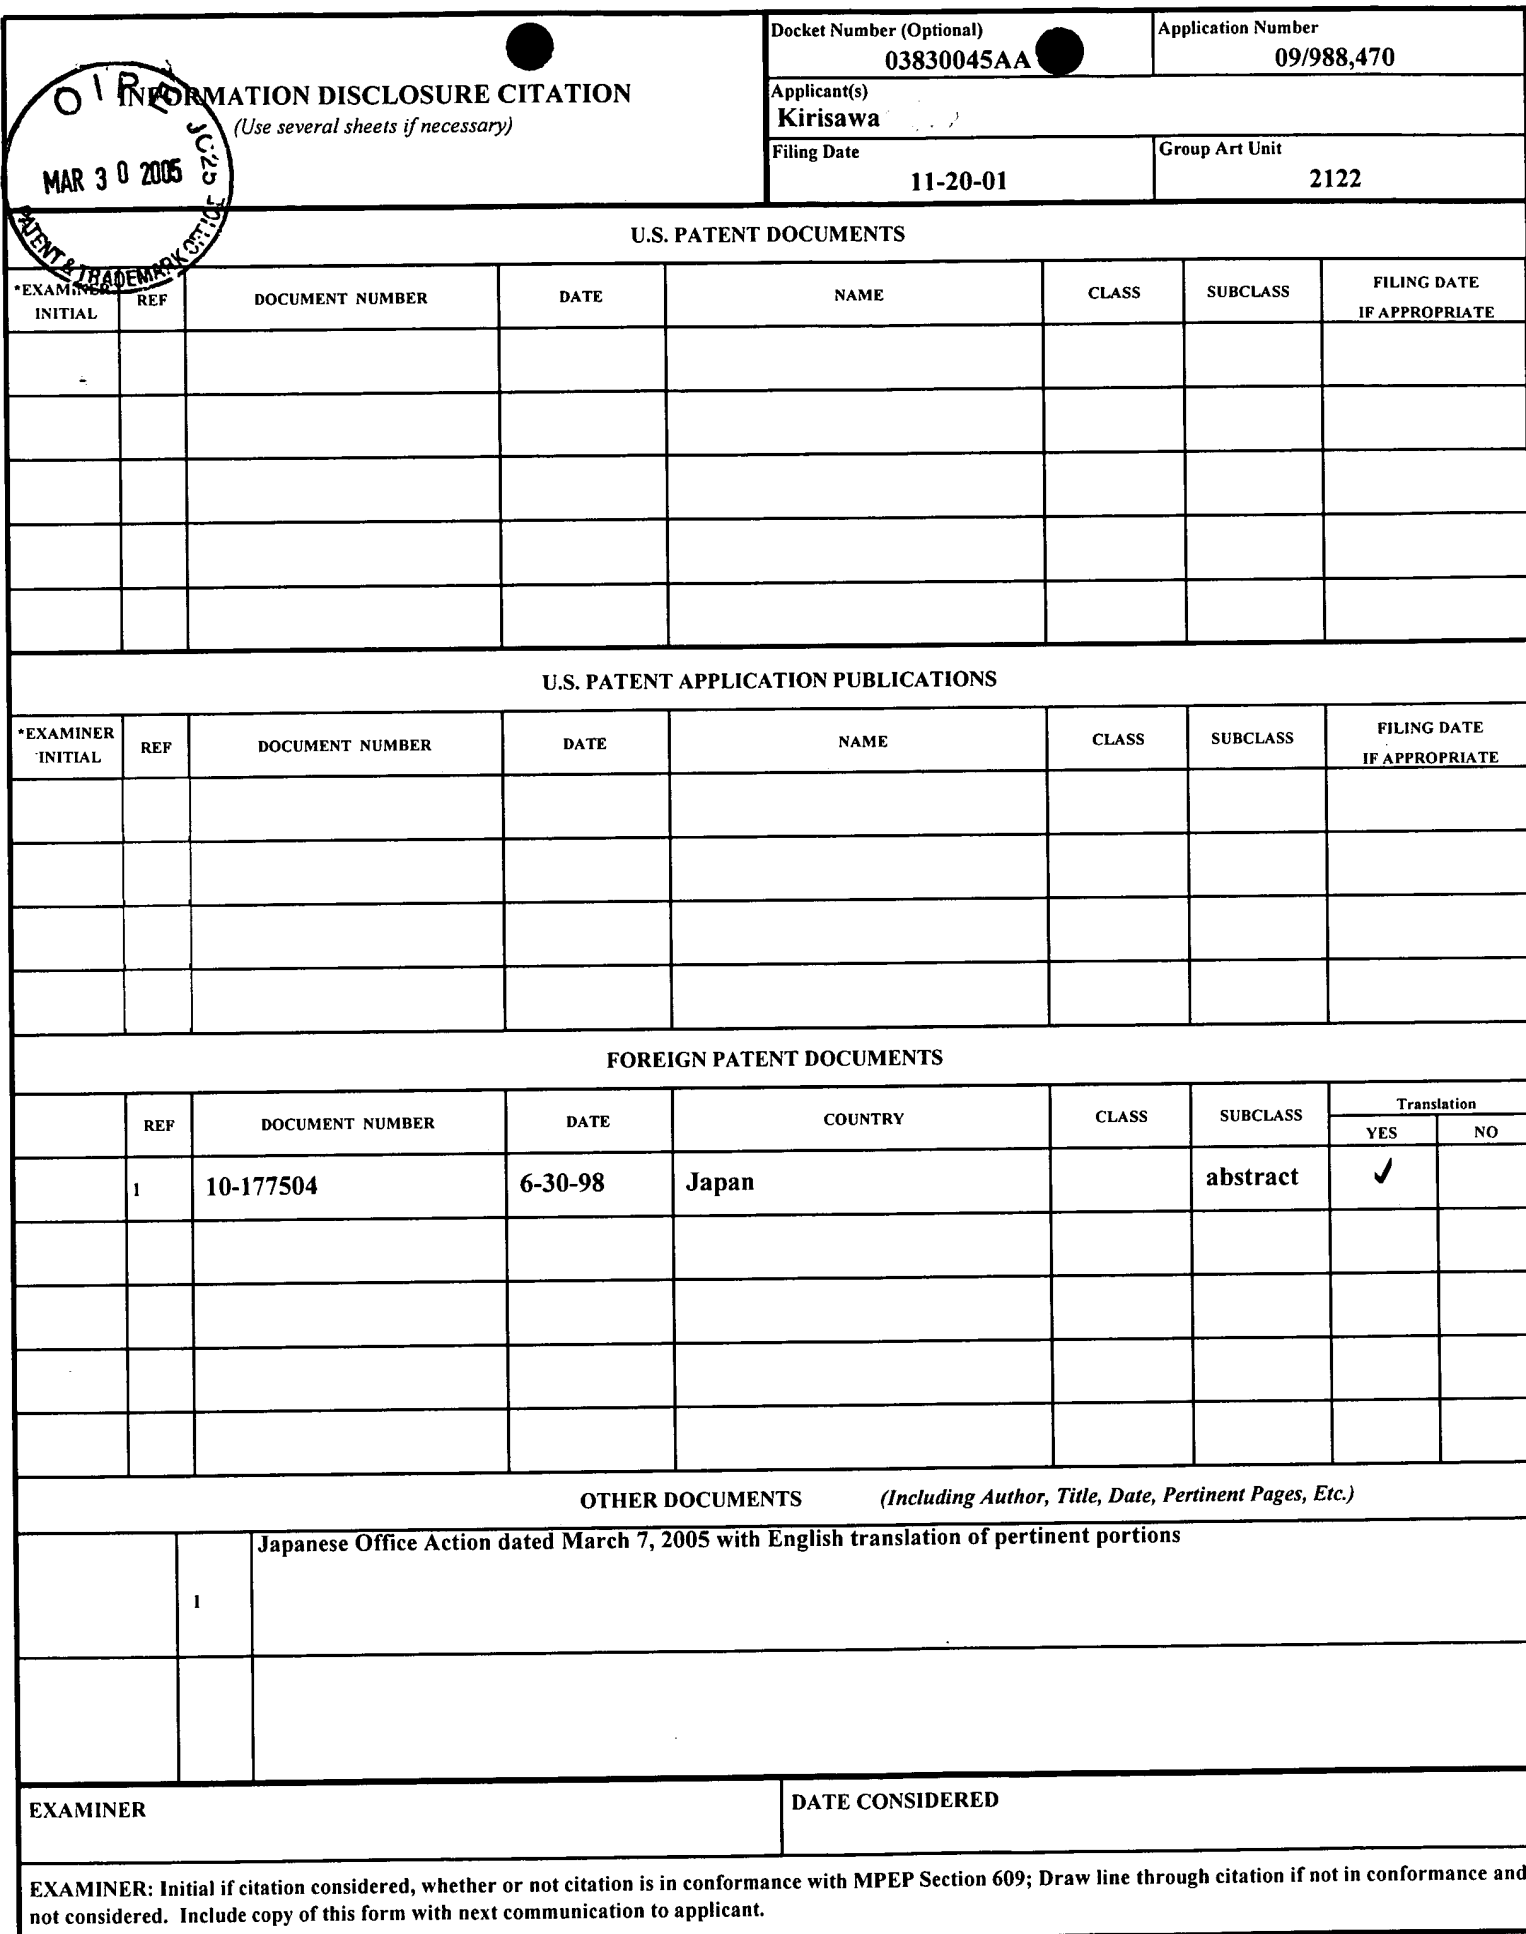 Docket Number (Optional)
03830045AA
Application Number
09/988,470
INFORMATION DISCLOSURE CITATION
(Use several sheets if necessary)
Applicant(s)
Kirisawa
Filing Date
11-20-01
Group Art Unit
2122
OIPE JC25
MAR 30 2005
PATENT & TRADEMARK OFFICE
U.S. PATENT DOCUMENTS
*EXAMINER INITIAL REF DOCUMENT NUMBER DATE NAME CLASS SUBCLASS FILING DATE IF APPROPRIATE
U.S. PATENT APPLICATION PUBLICATIONS
*EXAMINER INITIAL REF DOCUMENT NUMBER DATE NAME CLASS SUBCLASS FILING DATE IF APPROPRIATE
FOREIGN PATENT DOCUMENTS
REF DOCUMENT NUMBER DATE COUNTRY CLASS SUBCLASS Translation
YES NO
1 10-177504 6-30-98 Japan abstract ✓
OTHER DOCUMENTS (Including Author, Title, Date, Pertinent Pages, Etc.)
Japanese Office Action dated March 7, 2005 with English translation of pertinent portions
1
EXAMINER
DATE CONSIDERED
EXAMINER: Initial if citation considered, whether or not citation is in conformance with MPEP Section 609; Draw line through citation if not in conformance and
not considered. Include copy of this form with next communication to applicant.